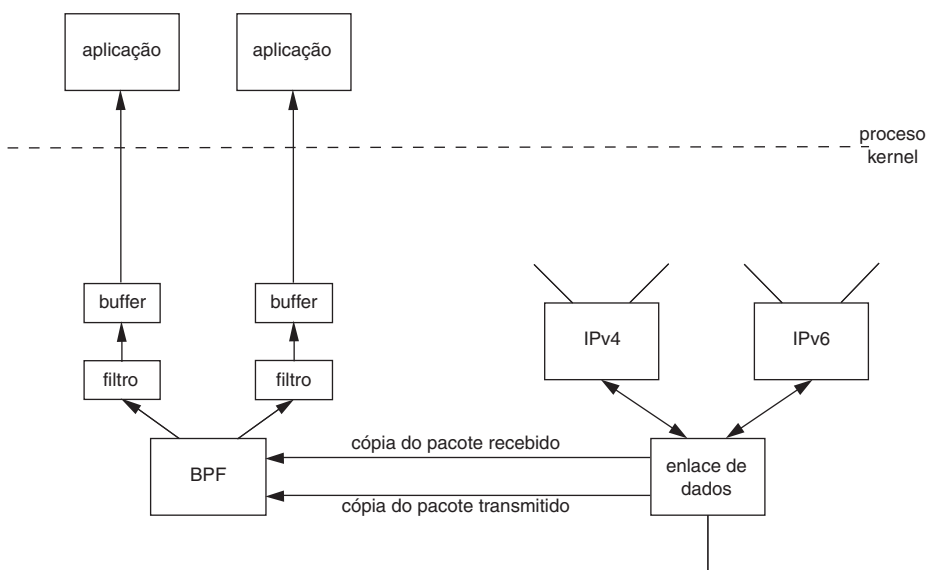 aplicação
aplicação
proceso
kernel
buffer
buffer
IPv4
IPv6
filtro
filtro
cópia do pacote recebido
BPF
enlace de
dados
cópia do pacote transmitido